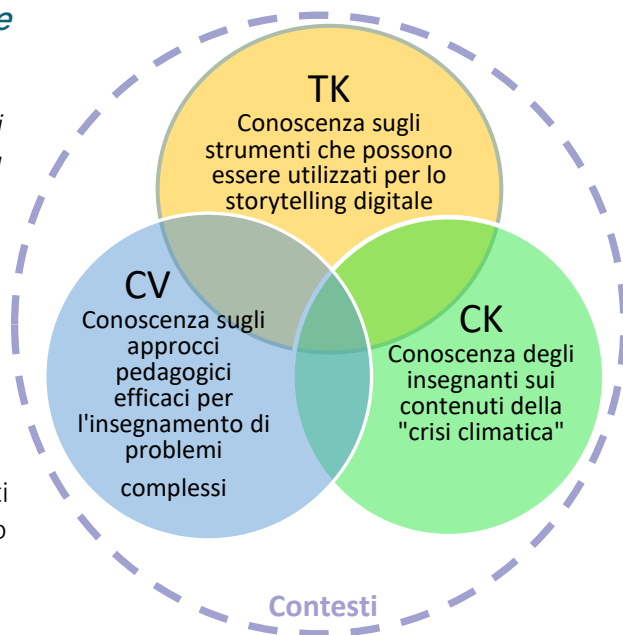 e
i
TK
Conoscenza sugli
strumenti che possono
essere utilizzati per lo
storytelling digitale
CV
Conoscenza sugli
approcci
pedagogici
efficaci per
l'insegnamento di
problemi
complessi
CK
Conoscenza degli
insegnanti sui
contenuti della
"crisi climatica"
ti
o
Contesti